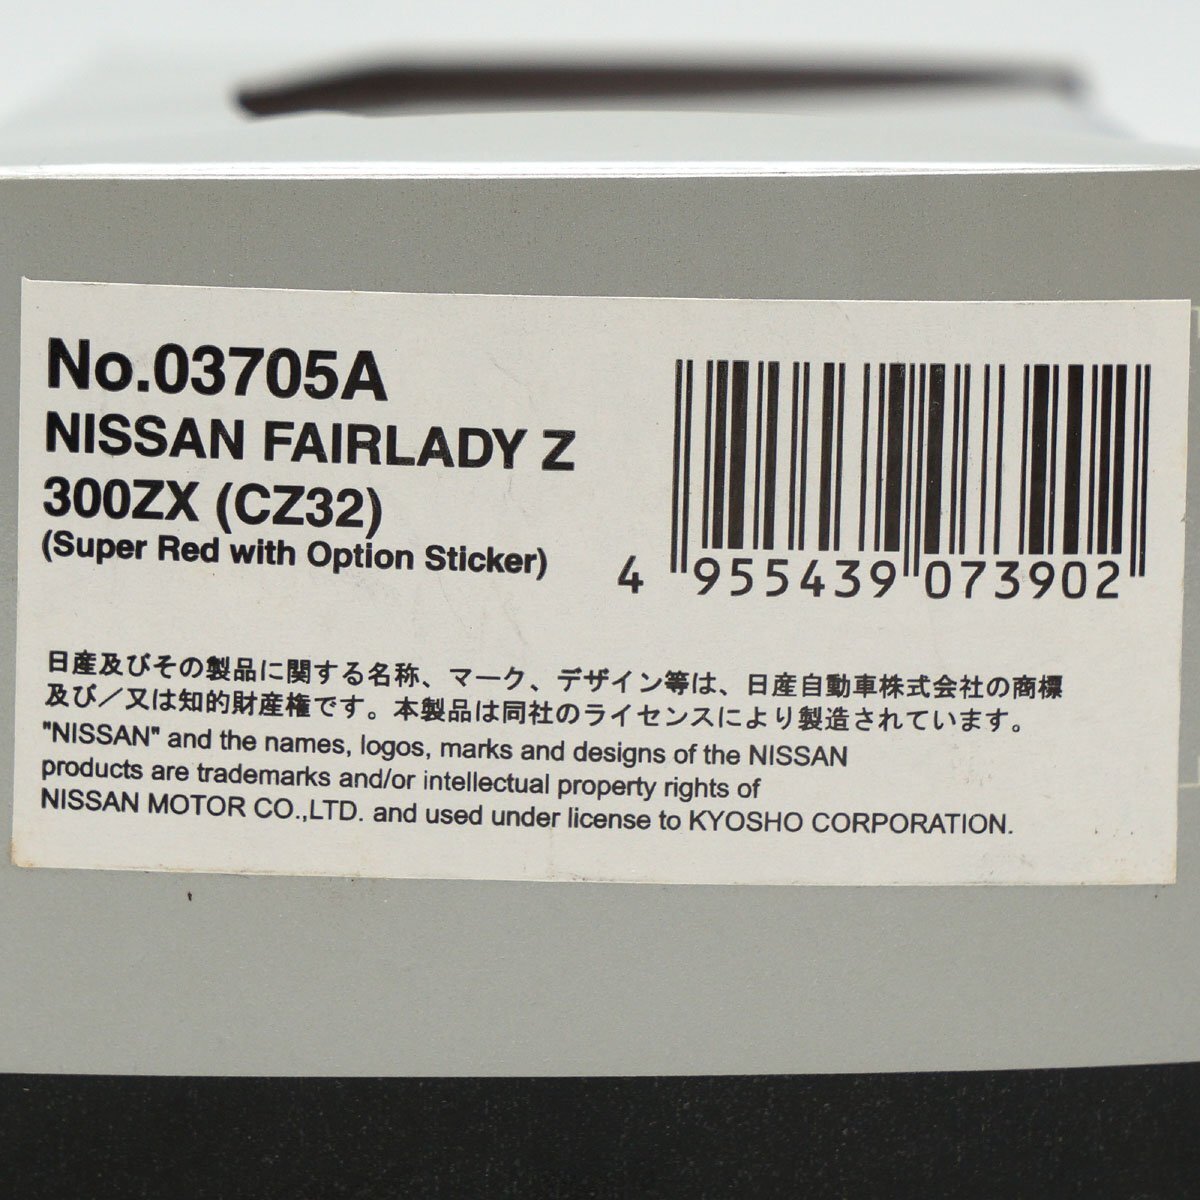 No.03705A
NISSAN FAIRLADY Z
300ZX (CZ32)
(Super Red with Option Sticker)
4 955439 073902
日産及びその製品に関する名称、マーク、デザイン等は、日産自動車株式会社の商標
及び／又は知的財産権です。本製品は同社のライセンスにより製造されています。
"NISSAN" and the names, logos, marks and designs of the NISSAN
products are trademarks and/or intellectual property rights of
NISSAN MOTOR CO.,LTD. and used under license to KYOSHO CORPORATION.